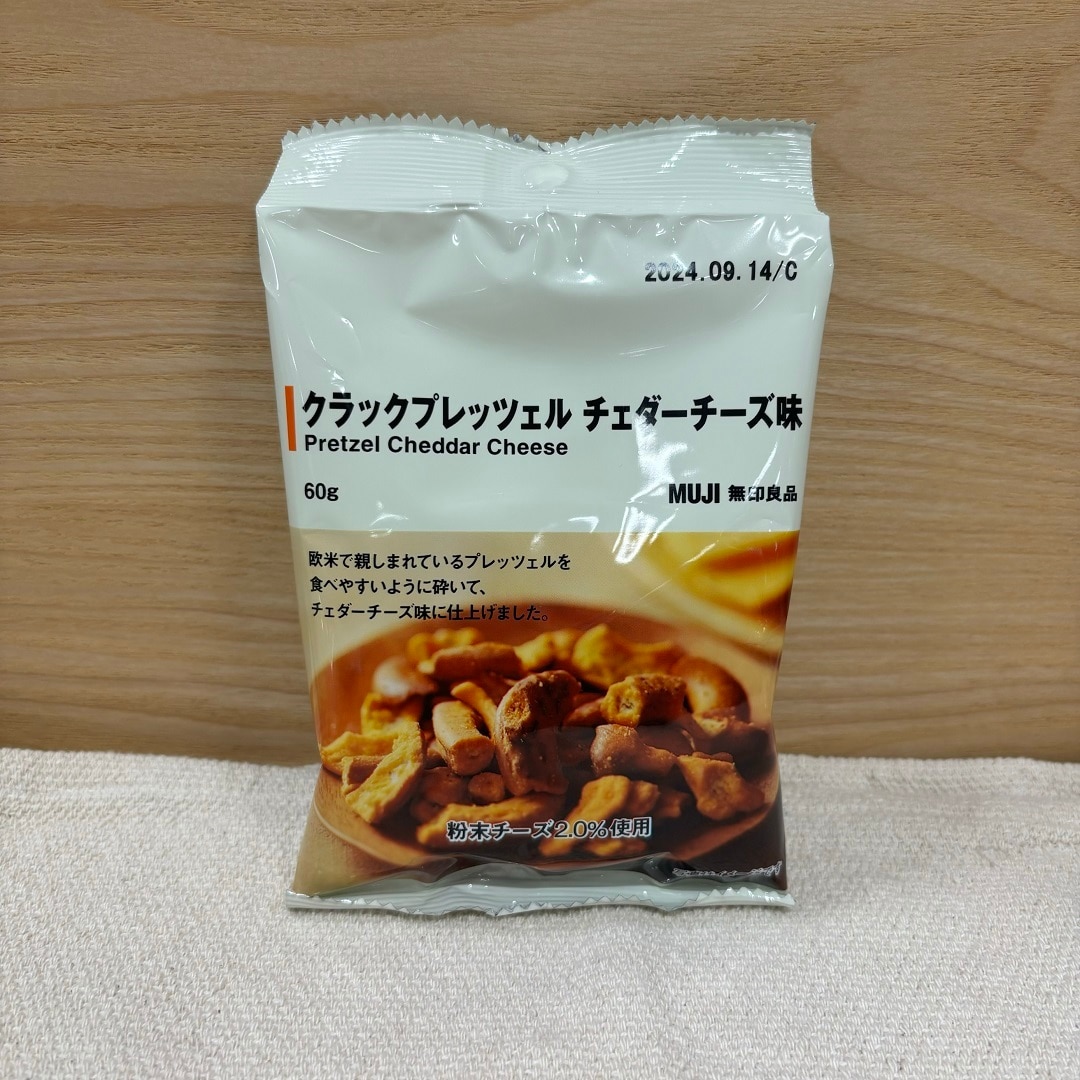 2024.09.14/C
クラックプレッツェル チェダーチーズ味
Pretzel Cheddar Cheese
60g
MUJI 無印良品
欧米で親しまれているプレッツェルを
食べやすいように砕いて、
チェダーチーズ味に仕上げました。
粉末チーズ2.0%使用